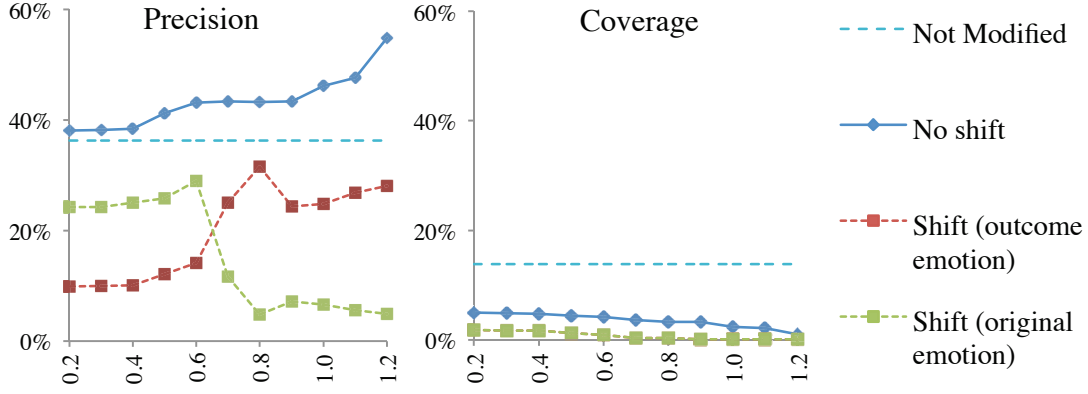 Precision
60%
40%
20%
0%
0.2
0.4
0.6
0.8
1.0
1.2
Coverage
60%
40%
20%
0%
0.2
0.4
0.6
0.8
1.0
1.2
Not Modified
No shift
Shift (outcome
emotion)
Shift (original
emotion)